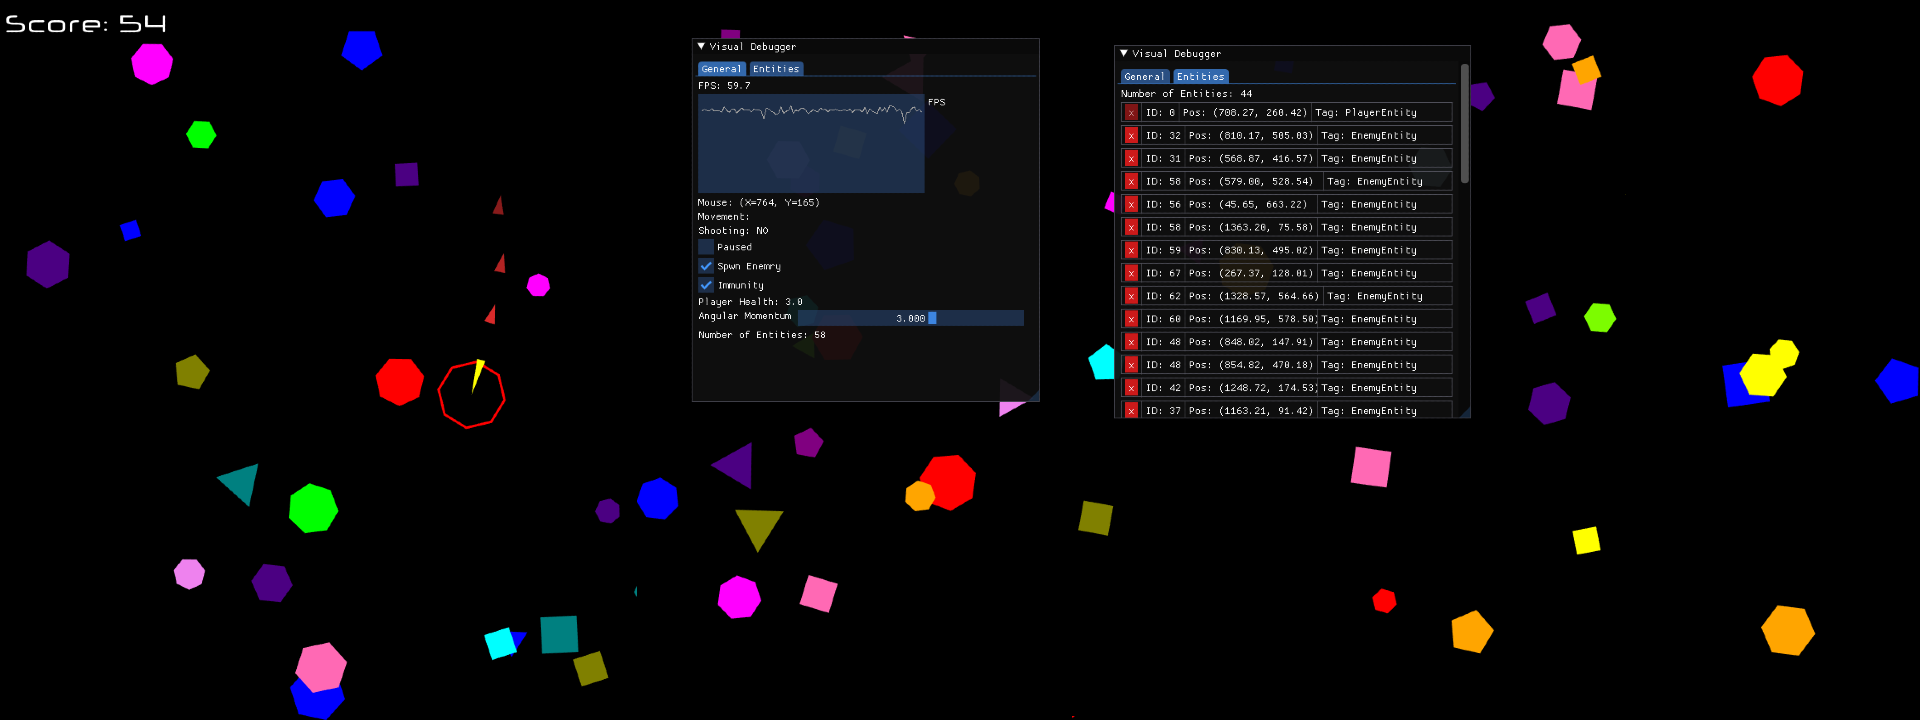 Score: 54
Visual Debugger
General Entities
FPS: 59.7
FPS
Mouse: (X=764, Y=165)
Movement:
Shooting: NO
Paused
Spwn Enemry
Immunity
Player Health: 3.0
Angular Momentum 3.000
Number of Entities: 58
Visual Debugger
General Entities
Number of Entities: 44
x ID: 0 Pos: (708.27, 260.42) Tag: PlayerEntity
x ID: 32 Pos: (810.17, 505.03) Tag: EnemyEntity
x ID: 31 Pos: (568.87, 416.57) Tag: EnemyEntity
x ID: 58 Pos: (579.00, 528.54) Tag: EnemyEntity
x ID: 56 Pos: (45.65, 663.22) Tag: EnemyEntity
x ID: 58 Pos: (1363.20, 75.58) Tag: EnemyEntity
x ID: 59 Pos: (830.13, 495.02) Tag: EnemyEntity
x ID: 67 Pos: (267.37, 128.01) Tag: EnemyEntity
x ID: 62 Pos: (1328.57, 564.66) Tag: EnemyEntity
x ID: 60 Pos: (1169.95, 578.50) Tag: EnemyEntity
x ID: 48 Pos: (848.02, 147.91) Tag: EnemyEntity
x ID: 48 Pos: (854.82, 470.18) Tag: EnemyEntity
x ID: 42 Pos: (1248.72, 174.53) Tag: EnemyEntity
x ID: 37 Pos: (1163.21, 91.42) Tag: EnemyEntity